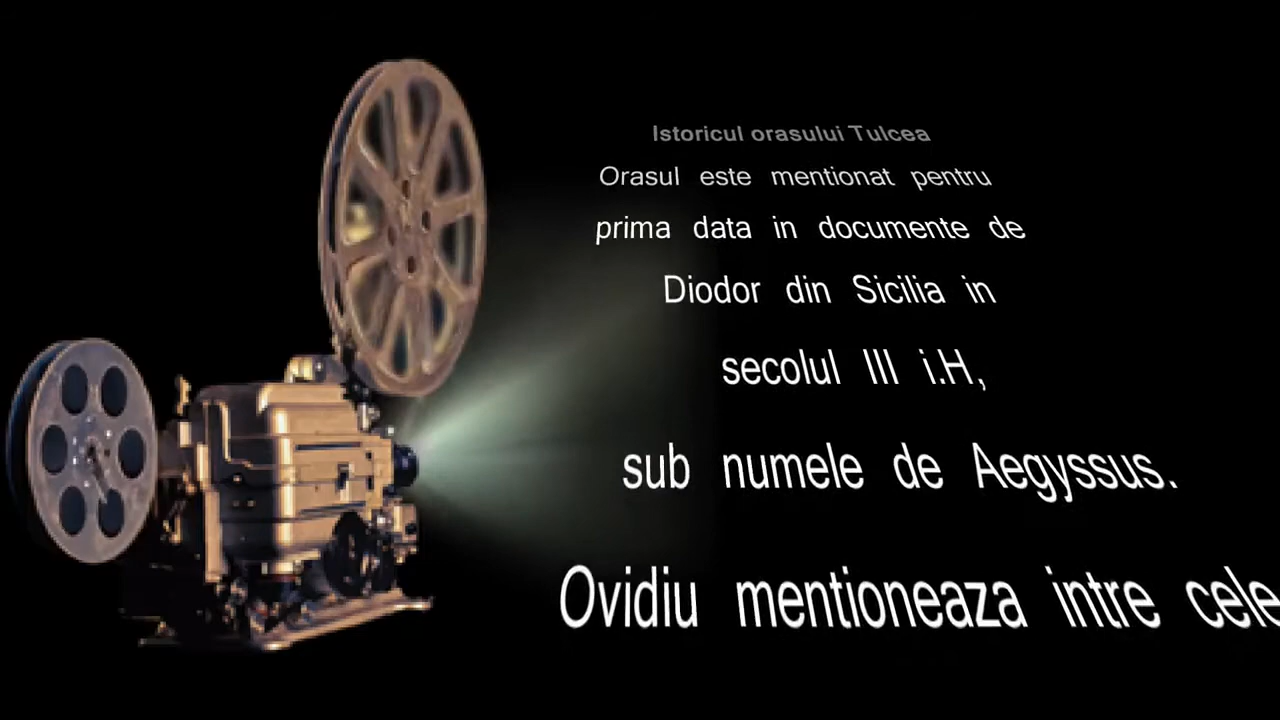 Istoricul orasului Tulcea
Orasul este mentionat pentru
prima data in documente de
Diodor din Sicilia in
secolul III i.H,
sub numele de Aegyssus.
Ovidiu mentioneaza intre cele